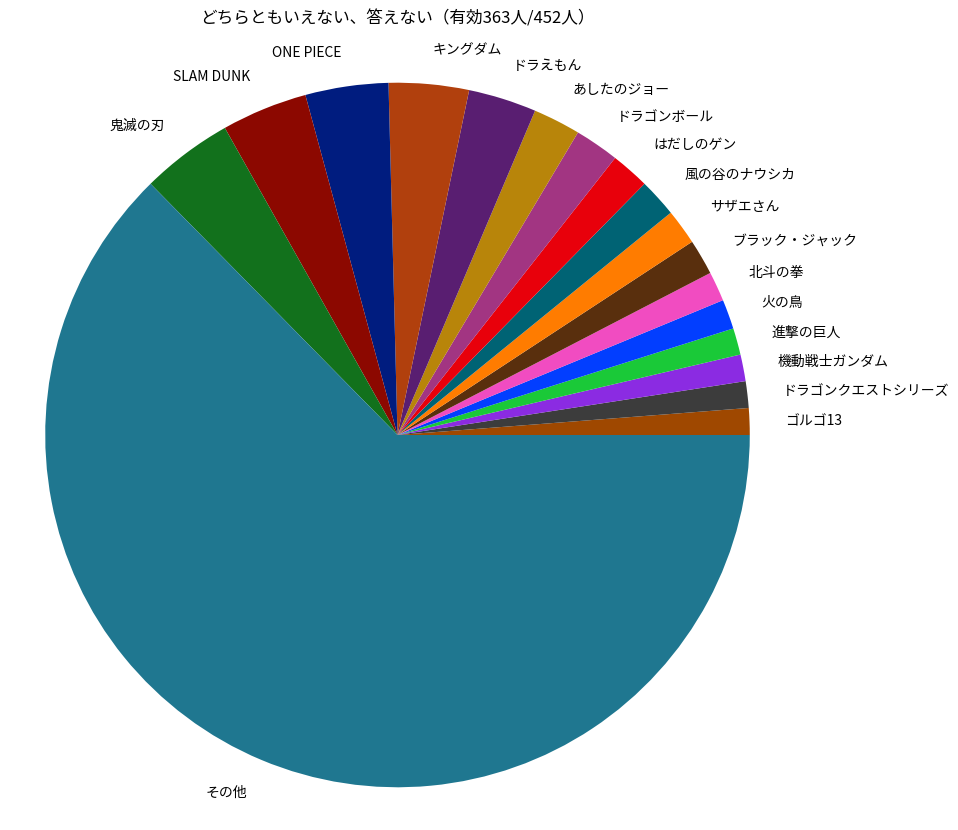 どちらともいえない、答えない（有効363人/452人）
キングダム
ONE PIECE
ドラえもん
SLAM DUNK
あしたのジョー
ドラゴンボール
鬼滅の刃
はだしのゲン
風の谷のナウシカ
サザエさん
ブラック・ジャック
北斗の拳
火の鳥
進撃の巨人
機動戦士ガンダム
ドラゴンクエストシリーズ
ゴルゴ13
その他